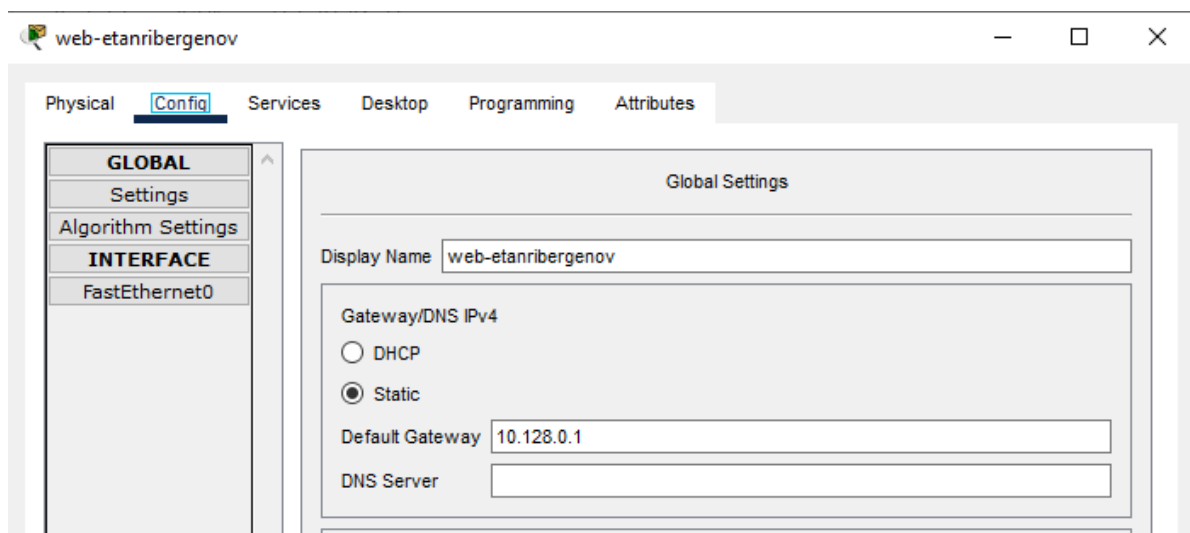 web-etanribergenov
Physical Config Services Desktop Programming Attributes
GLOBAL
Settings
Algorithm Settings
INTERFACE
FastEthernet0
Global Settings
Display Name web-etanribergenov
Gateway/DNS IPv4
DHCP
Static
Default Gateway 10.128.0.1
DNS Server